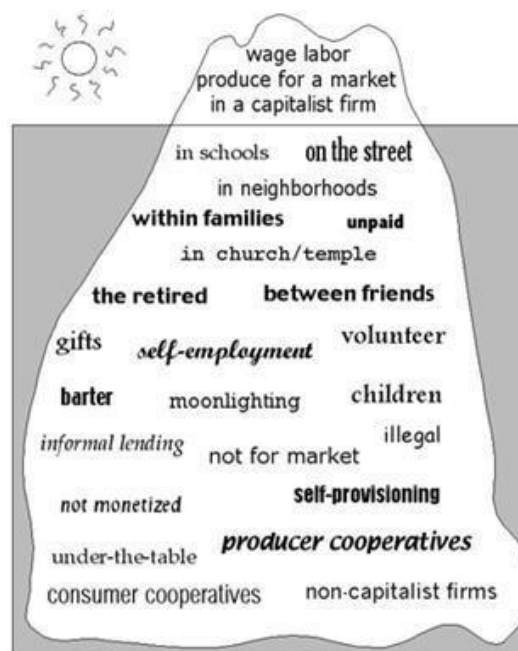 wage labor
produce for a market
in a capitalist firm
in schools on the street
in neighborhoods
within families unpaid
in church/temple
the retired between friends
gifts self-employment volunteer
barter moonlighting children
informal lending not for market illegal
not monetized self-provisioning
under-the-table producer cooperatives
consumer cooperatives non-capitalist firms